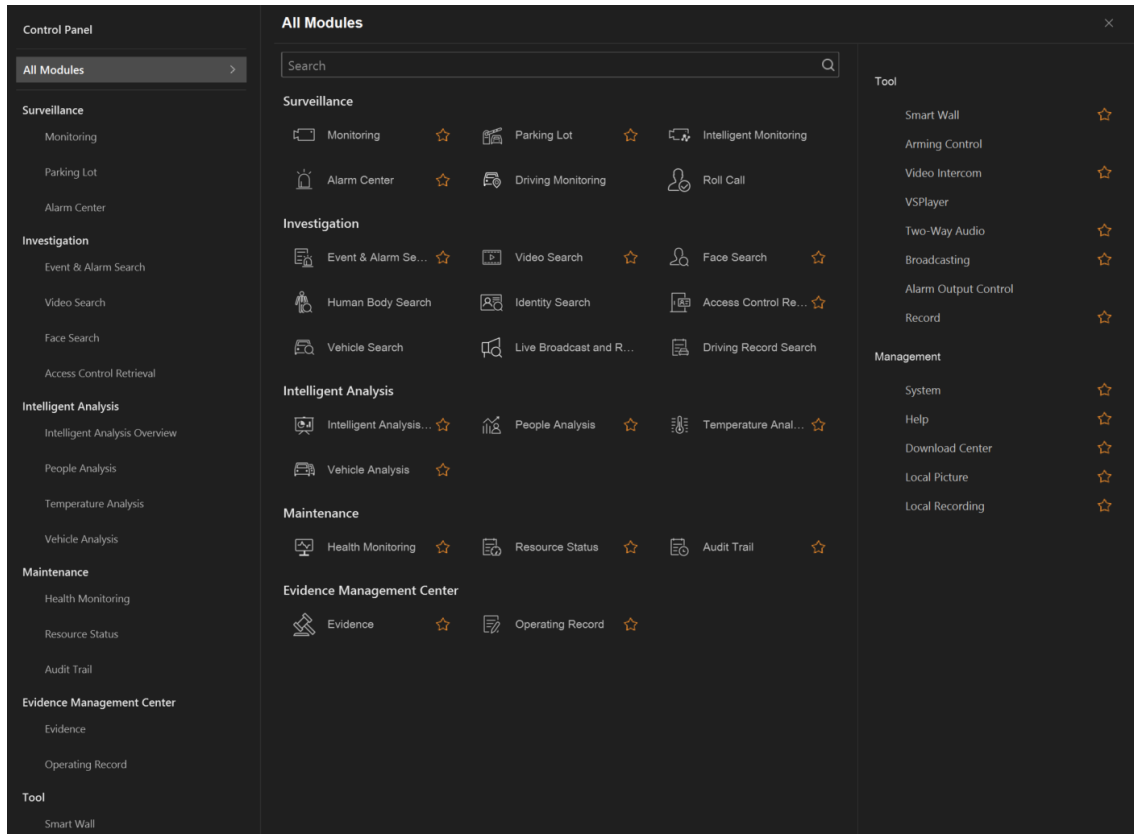 Control Panel
All Modules
Surveillance
Monitoring
Parking Lot
Alarm Center
Investigation
Event & Alarm Search
Video Search
Face Search
Access Control Retrieval
Intelligent Analysis
Intelligent Analysis Overview
People Analysis
Temperature Analysis
Vehicle Analysis
Maintenance
Health Monitoring
Resource Status
Audit Trail
Evidence Management Center
Evidence
Operating Record
Tool
Smart Wall
All Modules
Search
Surveillance
Monitoring
Parking Lot
Intelligent Monitoring
Alarm Center
Driving Monitoring
Roll Call
Investigation
Event & Alarm Se...
Video Search
Face Search
Human Body Search
Identity Search
Access Control Re...
Vehicle Search
Live Broadcast and R...
Driving Record Search
Intelligent Analysis
Intelligent Analysis...
People Analysis
Temperature Anal...
Vehicle Analysis
Maintenance
Health Monitoring
Resource Status
Audit Trail
Evidence Management Center
Evidence
Operating Record
Tool
Smart Wall
Arming Control
Video Intercom
VSPlayer
Two-Way Audio
Broadcasting
Alarm Output Control
Record
Management
System
Help
Download Center
Local Picture
Local Recording